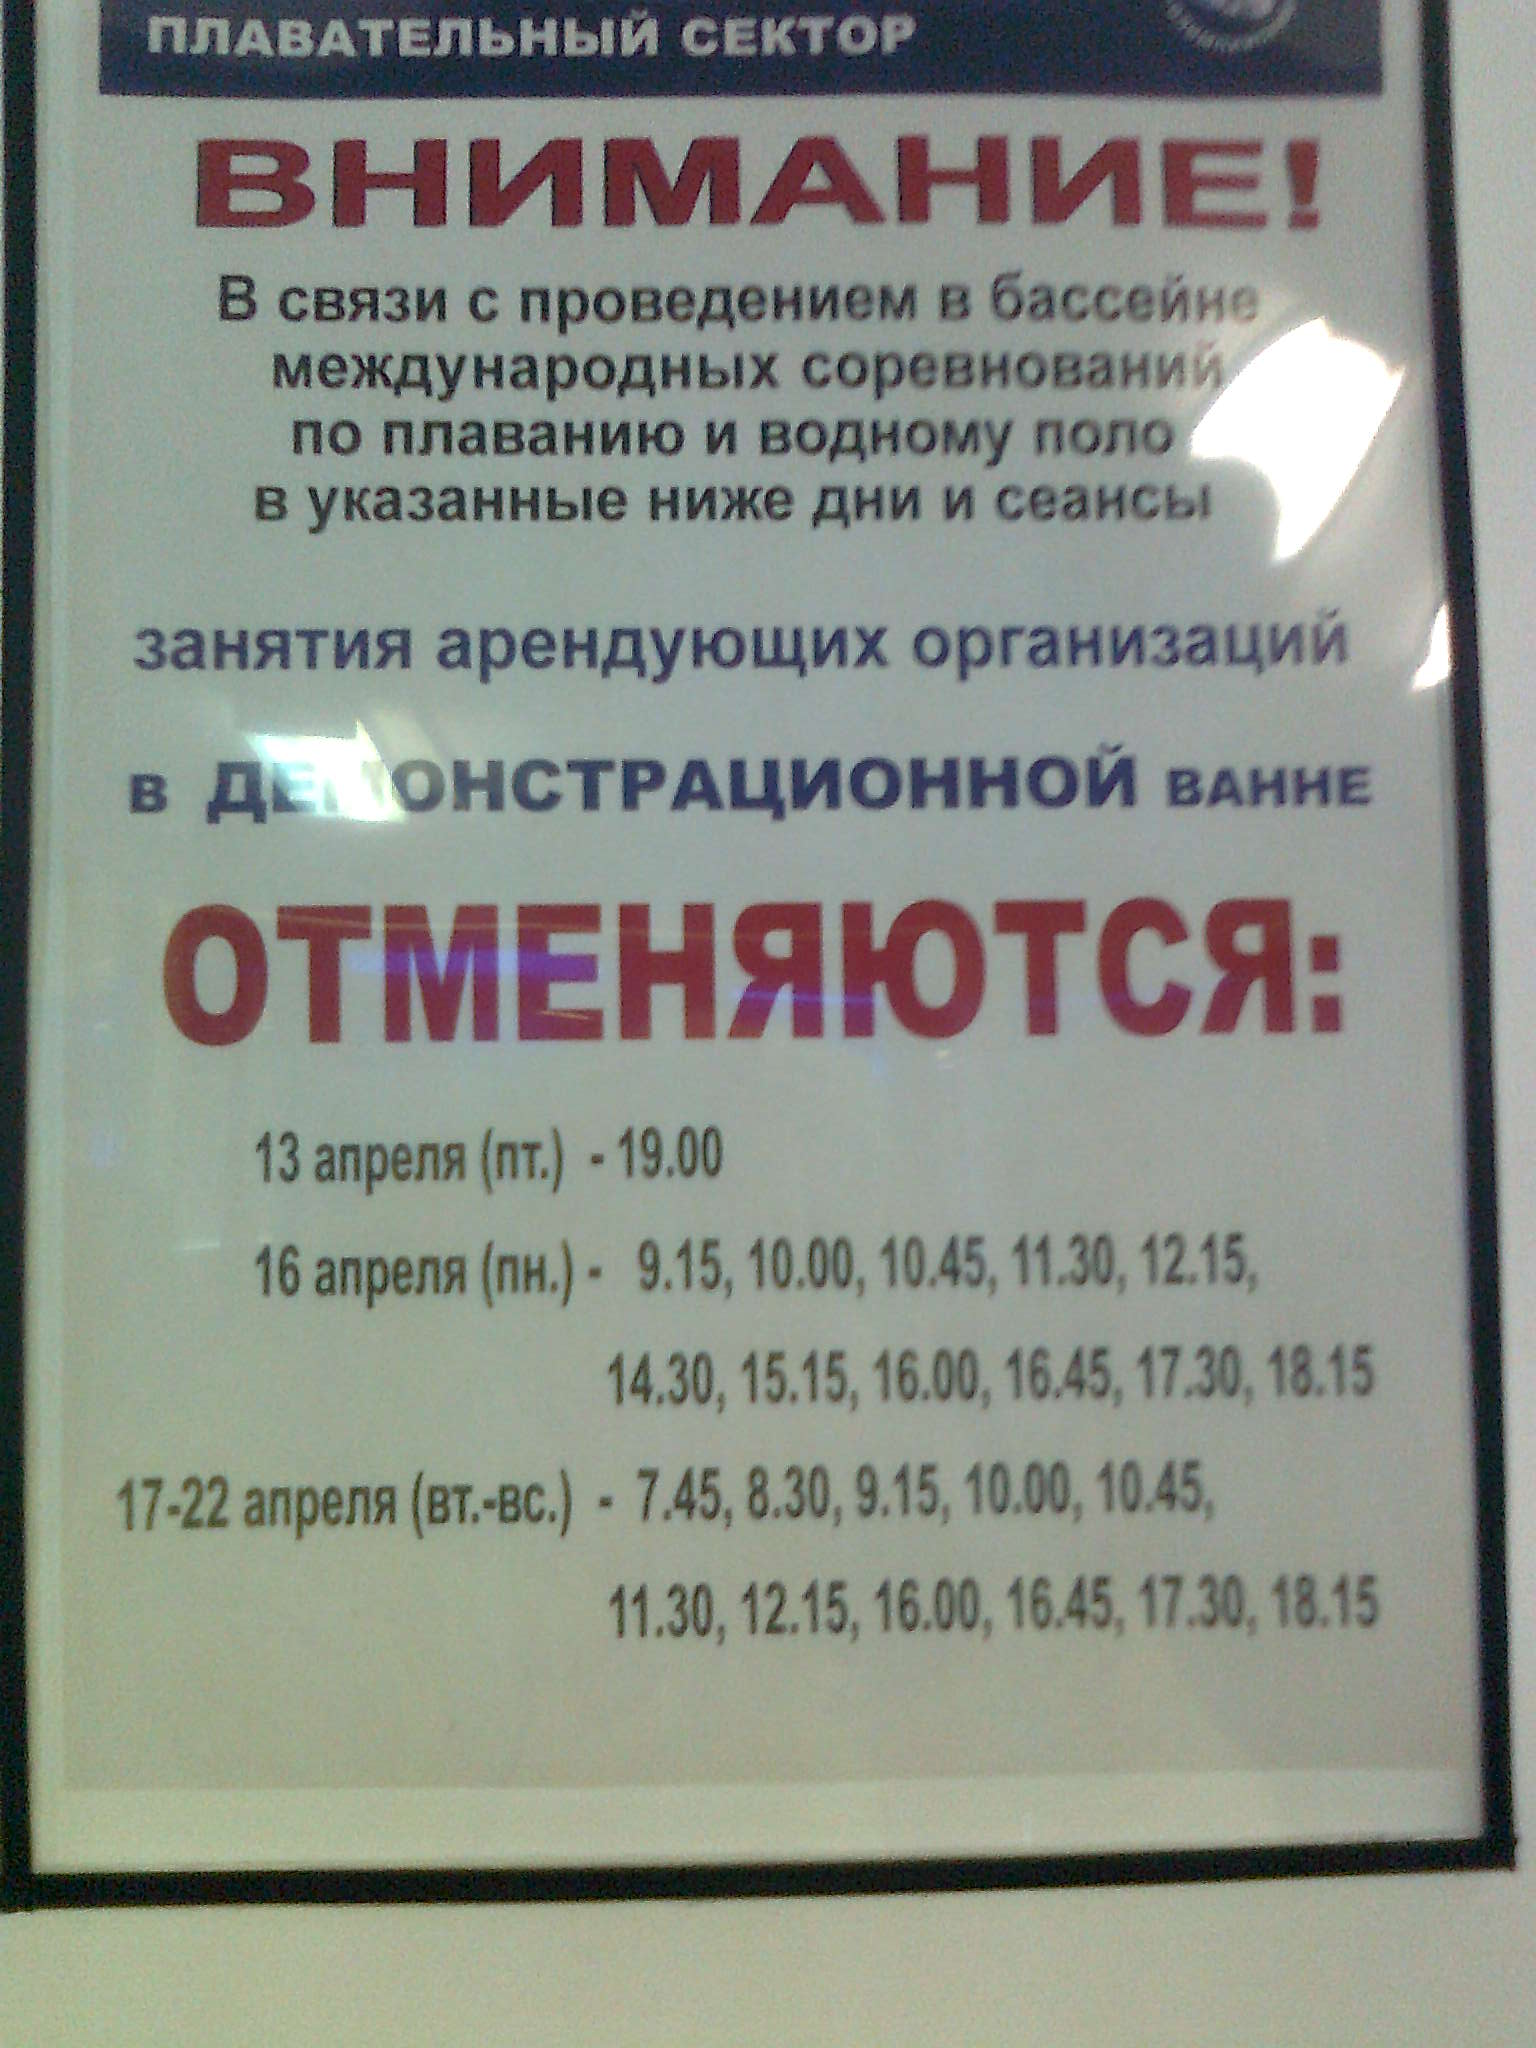 ПЛАВАТЕЛЬНЫЙ СЕКТОР
ВНИМАНИЕ!
В связи с проведением в бассейне
международных соревнований
по плаванию и водному поло
в указанные ниже дни и сеансы
занятия арендующих организаций
в ДЕМОНСТРАЦИОННОЙ ВАННЕ
ОТМЕНЯЮТСЯ:
13 апреля (пт.) - 19.00
16 апреля (пн.) - 9.15, 10.00, 10.45, 11.30, 12.15,
14.30, 15.15, 16.00, 16.45, 17.30, 18.15
17-22 апреля (вт.-вс.) - 7.45, 8.30, 9.15, 10.00, 10.45,
11.30, 12.15, 16.00, 16.45, 17.30, 18.15